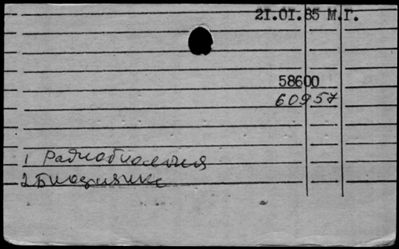 21.01.85 М.Г.
58600
60957
1 Радиобиология
2 Биофизика